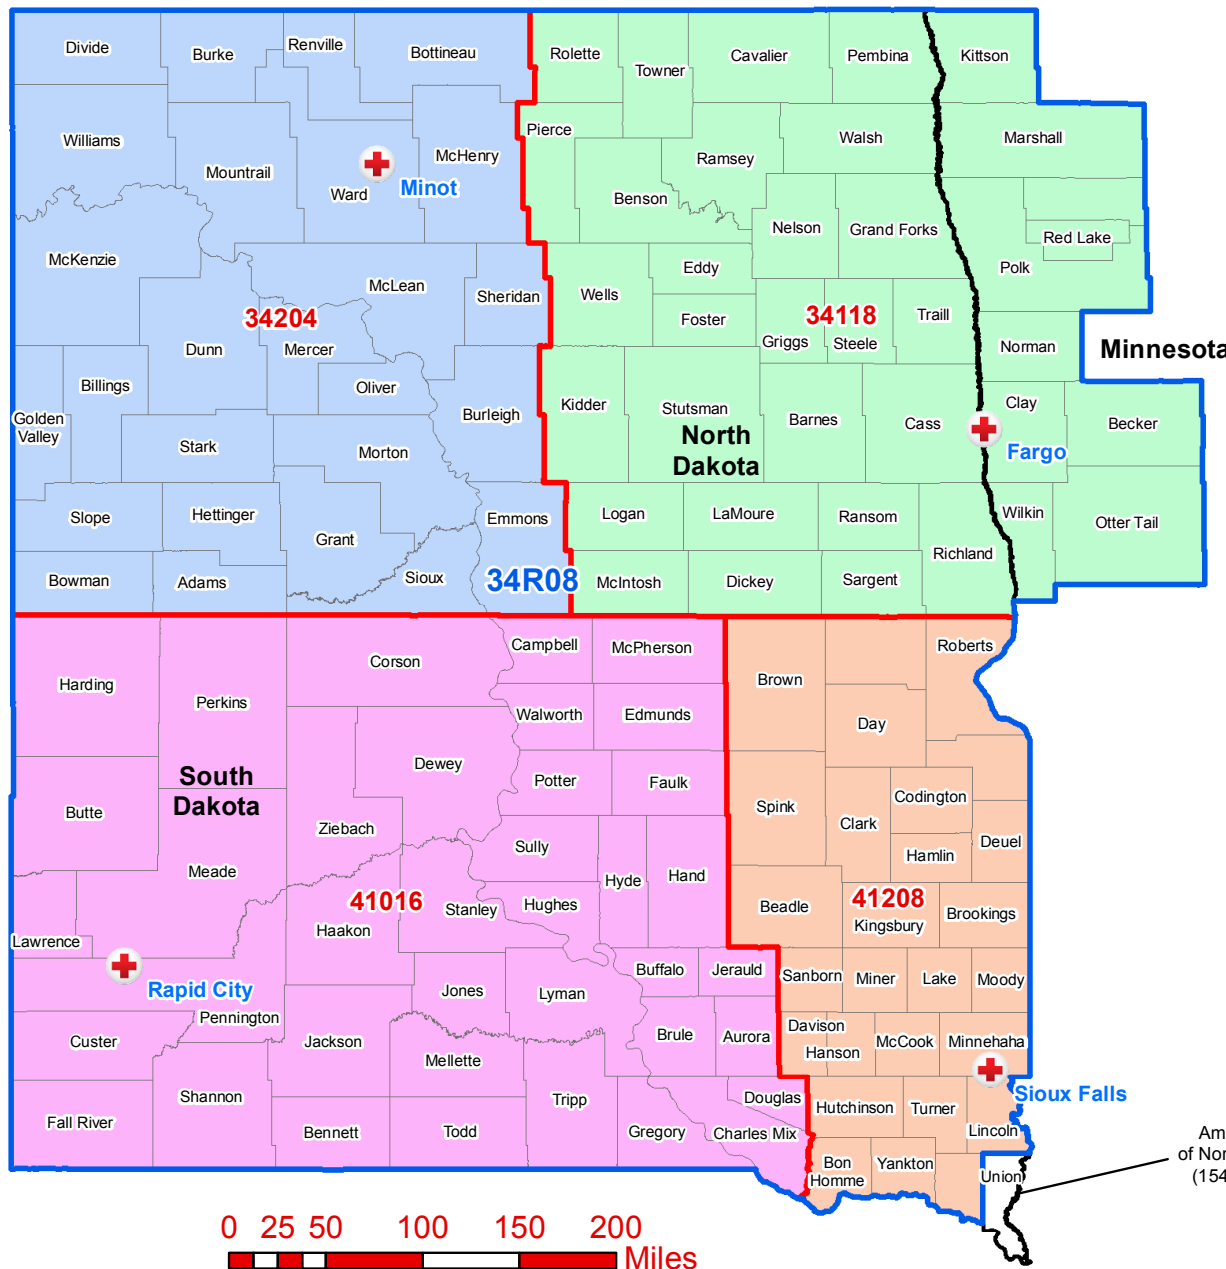 Divide
Burke
Renville
Bottineau
Rolette
Towner
Cavalier
Pembina
Kittson
Williams
Mountrail
Ward
McHenry
Minot
Pierce
Benson
Ramsey
Walsh
Marshall
Nelson
Grand Forks
Red Lake
Polk
McKenzie
McLean
Sheridan
Wells
Eddy
Foster
34204
34118
Griggs
Steele
Traill
Norman
Minnesota
Dunn
Mercer
Oliver
Billings
Golden
Valley
Stark
Morton
Burleigh
Kidder
Stutsman
Barnes
Cass
Clay
Becker
North
Dakota
Fargo
Slope
Hettinger
Grant
Emmons
Logan
LaMoure
Ransom
Richland
Wilkin
Otter Tail
Bowman
Adams
Sioux
34R08
McIntosh
Dickey
Sargent
Harding
Perkins
Corson
Campbell
McPherson
Brown
Roberts
Walworth
Edmunds
Day
Dewey
South
Dakota
Butte
Ziebach
Potter
Faulk
Spink
Clark
Codington
Hamlin
Deuel
Meade
Sully
Hyde
Hand
41016
41208
Haakon
Stanley
Hughes
Beadle
Kingsbury
Brookings
Lawrence
Rapid City
Pennington
Jones
Lyman
Buffalo
Jerauld
Sanborn
Miner
Lake
Moody
Custer
Jackson
Mellette
Brule
Aurora
Davison
Hanson
McCook
Minnehaha
Sioux Falls
Fall River
Shannon
Bennett
Todd
Tripp
Gregory
Charles Mix
Douglas
Hutchinson
Turner
Lincoln
Bon
Homme
Yankton
Union
Am
of Nor
(154
0 25 50 100 150 200
Miles